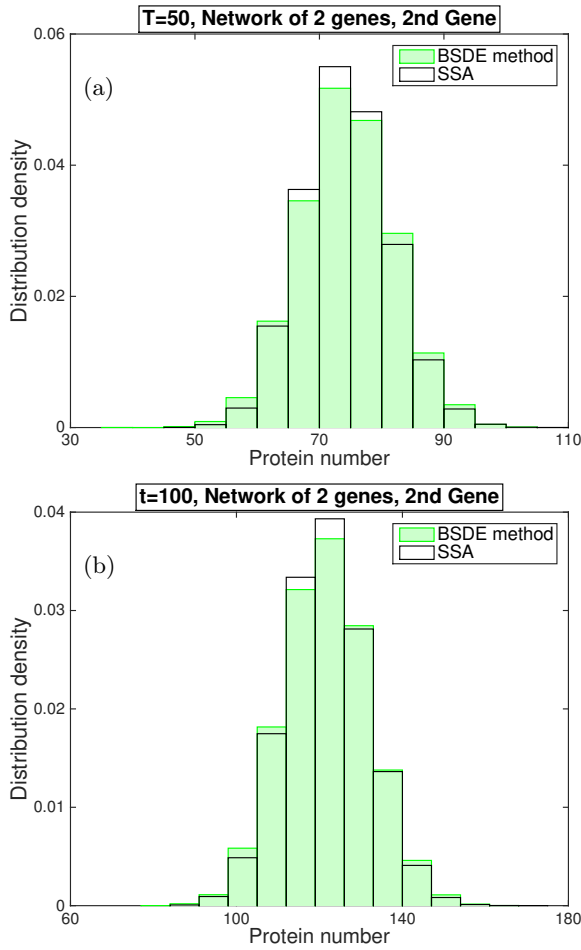 T=50, Network of 2 genes, 2nd Gene
0.06
BSDE method
SSA
(a)
0.04
Distribution density
0.02
0
30 50 70 90 110
Protein number
t=100, Network of 2 genes, 2nd Gene
0.04
BSDE method
SSA
(b)
0.03
Distribution density
0.02
0.01
0
60 100 140 180
Protein number